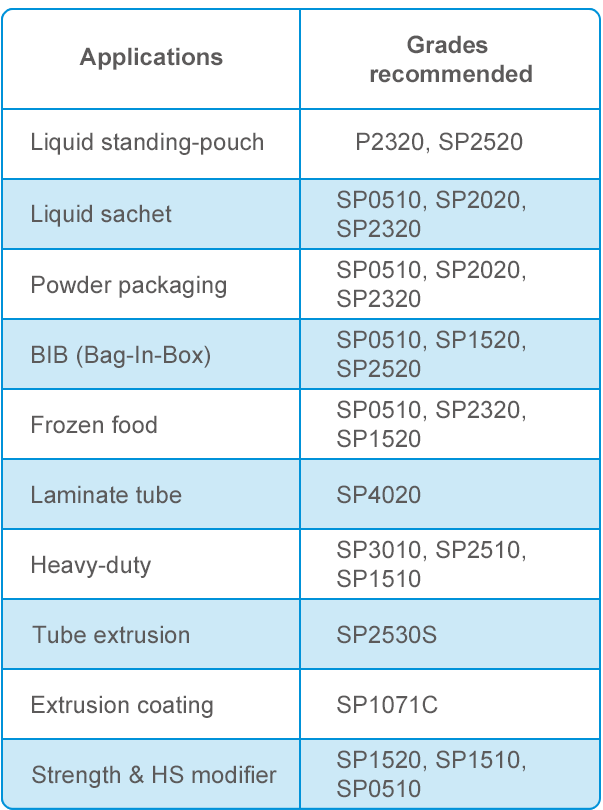 Applications
Grades
recommended
Liquid standing-pouch
P2320, SP2520
Liquid sachet
SP0510, SP2020,
SP2320
Powder packaging
SP0510, SP2020,
SP2320
BIB (Bag-In-Box)
SP0510, SP1520,
SP2520
Frozen food
SP0510, SP2320,
SP1520
Laminate tube
SP4020
Heavy-duty
SP3010, SP2510,
SP1510
Tube extrusion
SP2530S
Extrusion coating
SP1071C
Strength & HS modifier
SP1520, SP1510,
SP0510